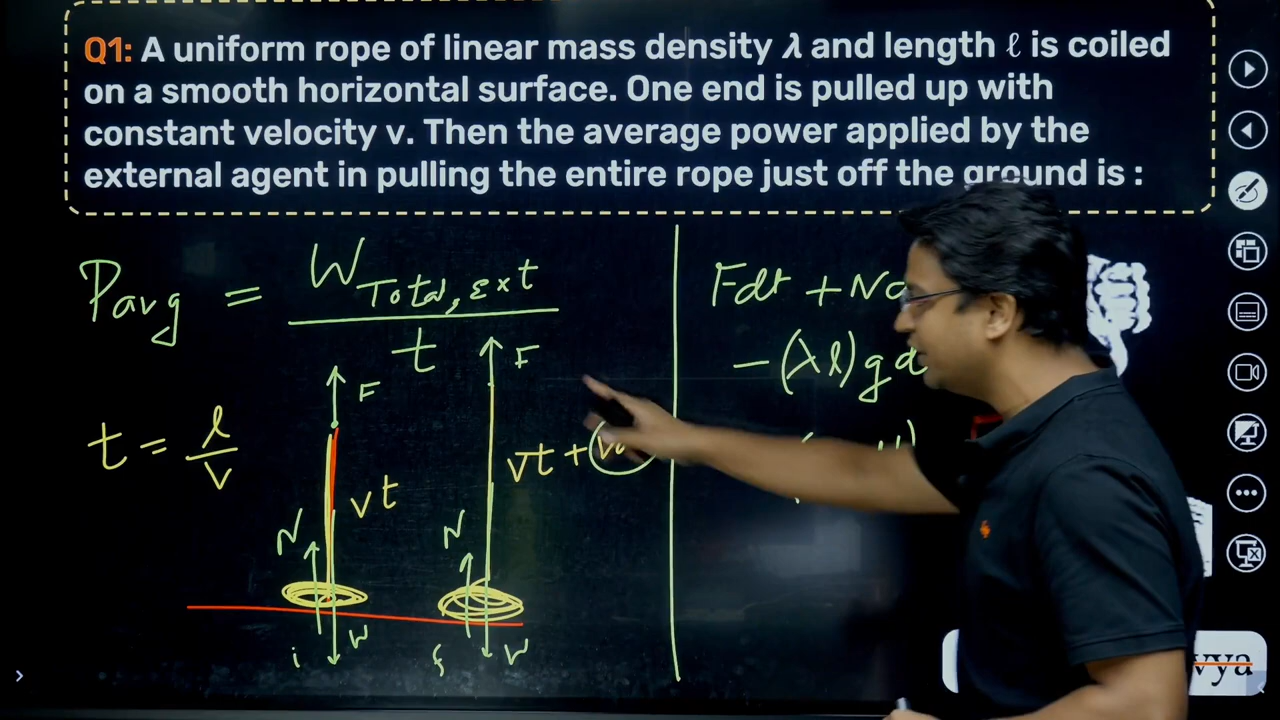 Q1: A uniform rope of linear mass density λ and length ℓ is coiled
on a smooth horizontal surface. One end is pulled up with
constant velocity v. Then the average power applied by the
external agent in pulling the entire rope just off the ground is :
Pavg = W Total, ext / t
t = l / v
F
vt
N
W
i
F
vt +
N
W
f
Fdt + N
- (λl) g d
vya